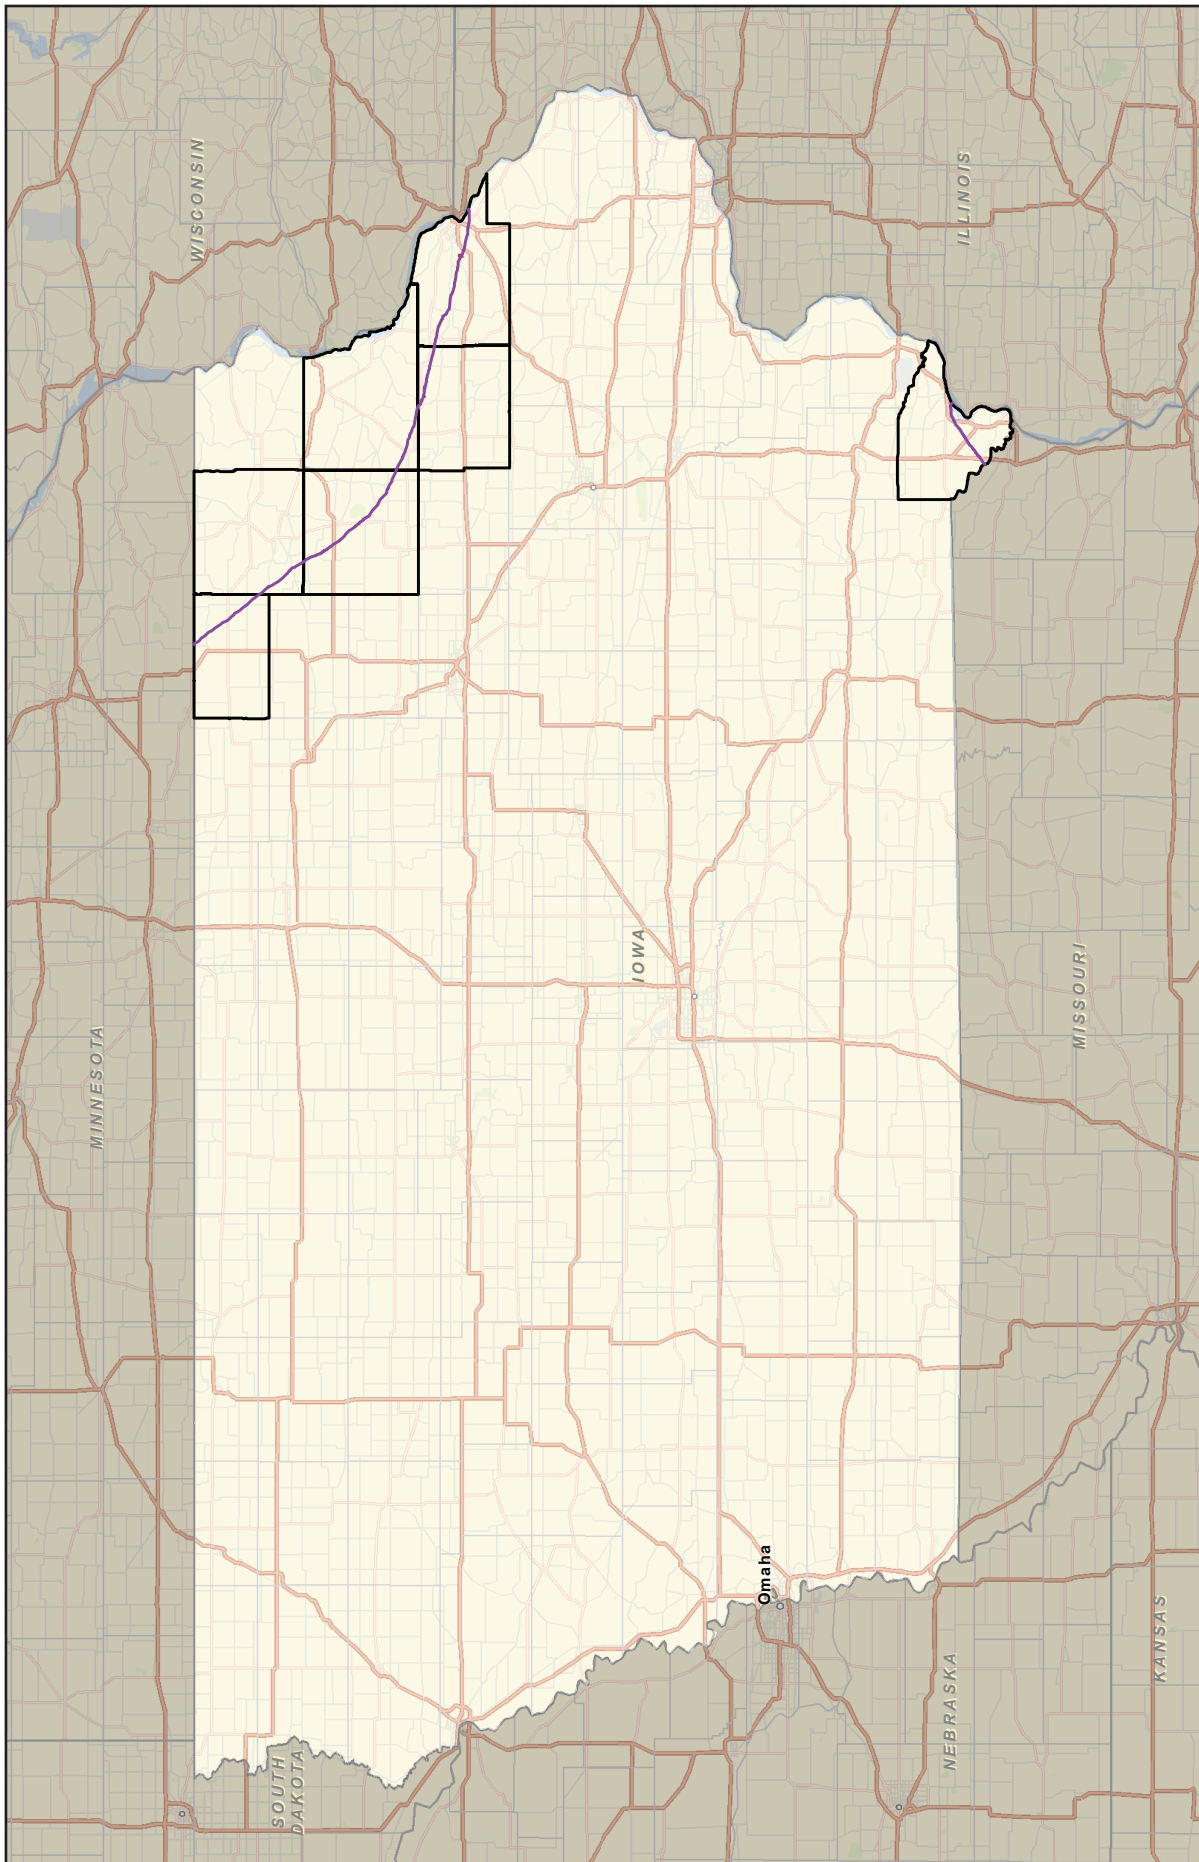 MINNESOTA
WISCONSIN
SOUTH
DAKOTA
IOWA
Omaha
NEBRASKA
ILLINOIS
MISSOURI
KANSAS